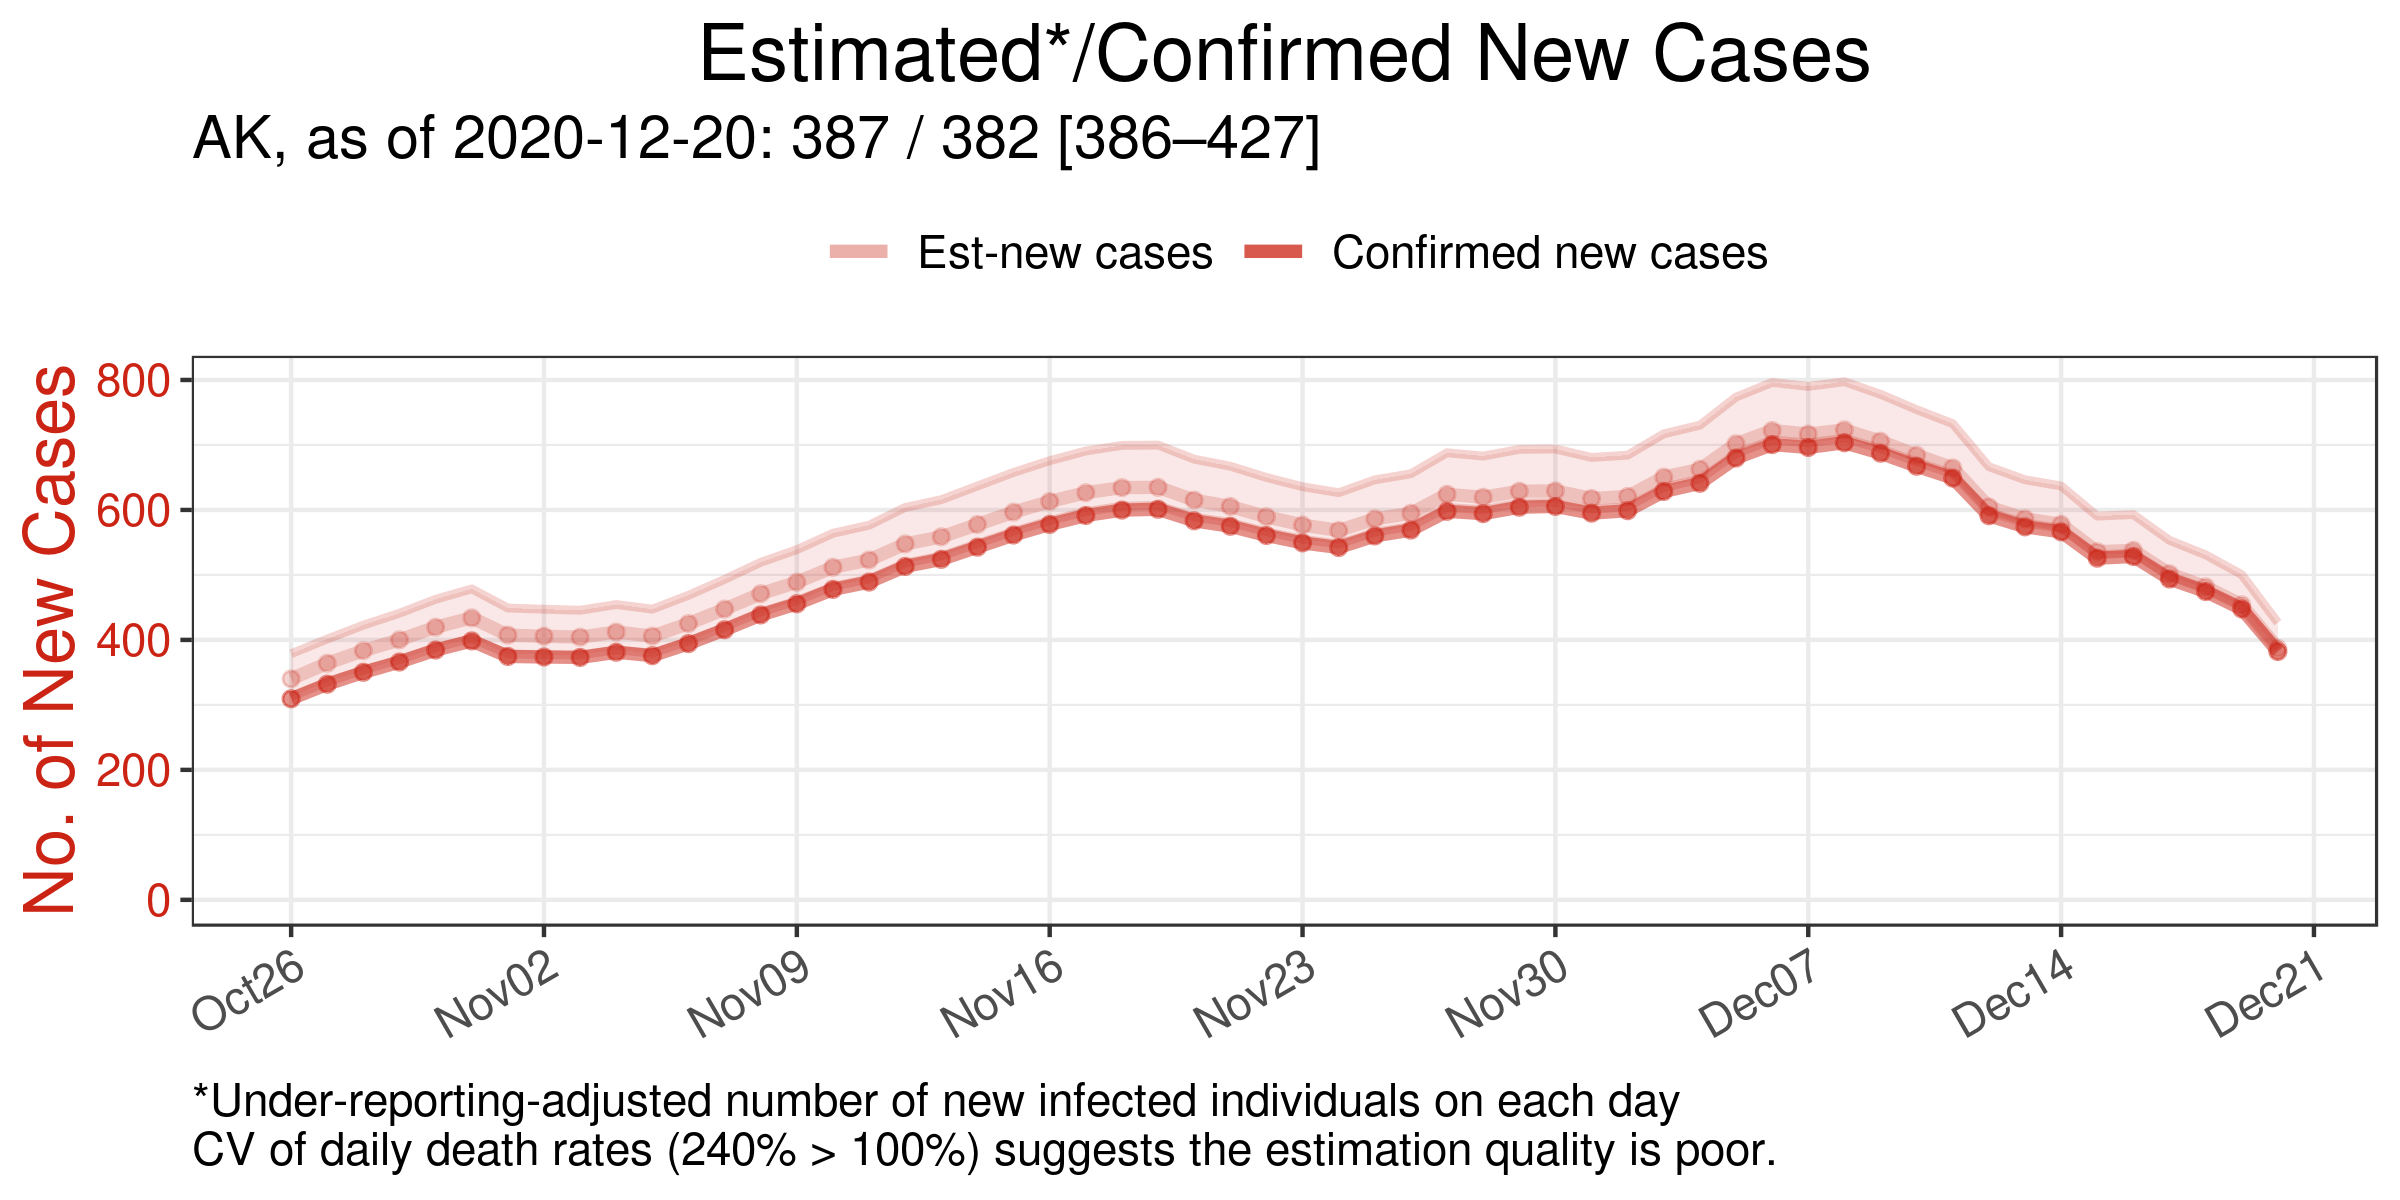 Estimated*/Confirmed New Cases
AK, as of 2020-12-20: 387 / 382 [386–427]
Est-new cases
Confirmed new cases
No. of New Cases
800
600
400
200
0
Oct26
Nov02
Nov09
Nov16
Nov23
Nov30
Dec07
Dec14
Dec21
*Under-reporting-adjusted number of new infected individuals on each day
CV of daily death rates (240% > 100%) suggests the estimation quality is poor.